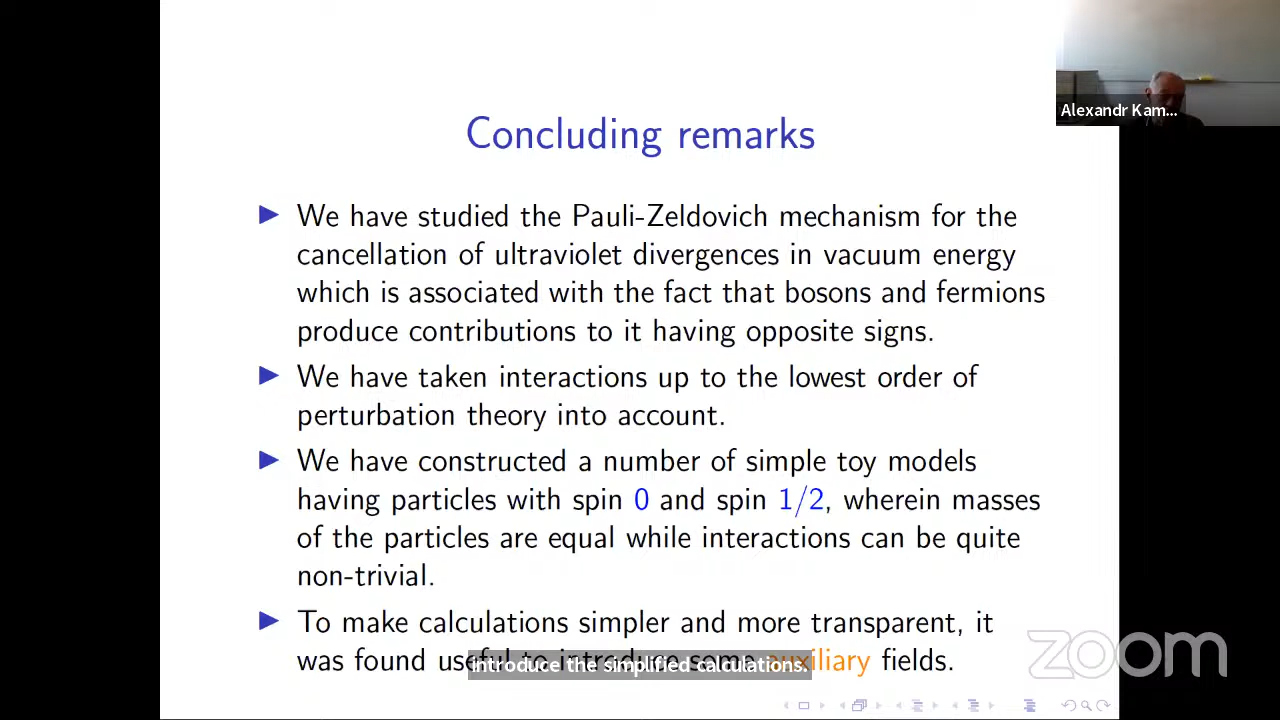 Alexandr Kam...
Concluding remarks
We have studied the Pauli-Zeldovich mechanism for the
cancellation of ultraviolet divergences in vacuum energy
which is associated with the fact that bosons and fermions
produce contributions to it having opposite signs.
We have taken interactions up to the lowest order of
perturbation theory into account.
We have constructed a number of simple toy models
having particles with spin 0 and spin 1/2, wherein masses
of the particles are equal while interactions can be quite
non-trivial.
To make calculations simpler and more transparent, it
was found useful to introduce some auxiliary fields.
introduce the simplified calculations.
zoom